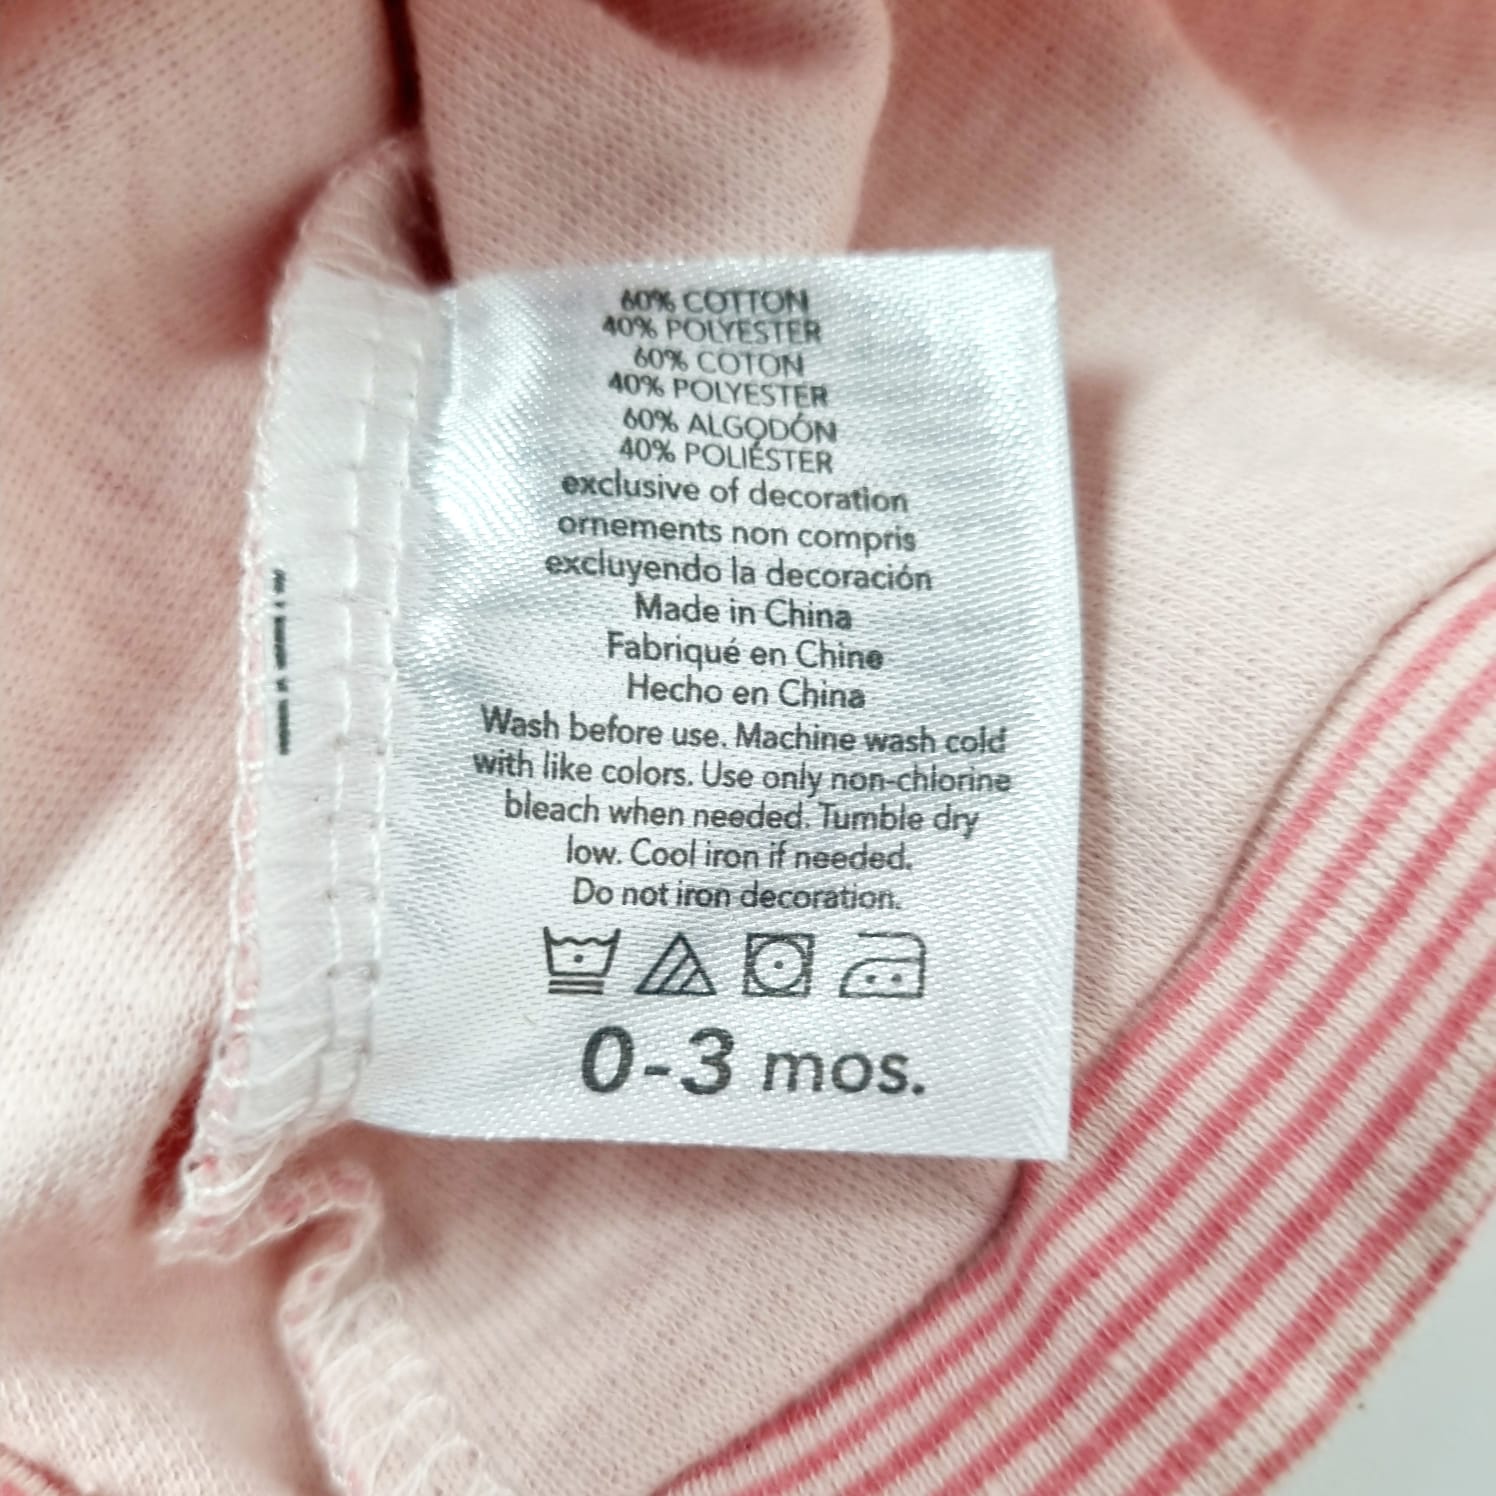 60% COTTON
40% POLYESTER
60% COTON
40% POLYESTER
60% ALGODÓN
40% POLIÉSTER
exclusive of decoration
ornements non compris
excluyendo la decoración
Made in China
Fabriqué en Chine
Hecho en China
Wash before use. Machine wash cold
with like colors. Use only non-chlorine
bleach when needed. Tumble dry
low. Cool iron if needed.
Do not iron decoration.
0-3 mos.